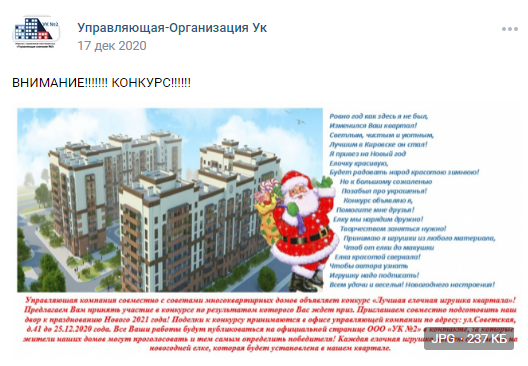 УК №2
Управляющая-Организация Ук
17 дек 2020
ВНИМАНИЕ!!!!!!! КОНКУРС!!!!!!
Ровно год как здесь я не был,
Изменился Ваш квартал!
Светлым, чистым и уютным,
Лучшим в Кировске он стал!
Я привез на Новый год
Елочку красивую,
Будет радовать народ красотою зимнею!
Но к большому сожаленью
Позабыл про украшенья!
Конкурс объявляю я,
Помогите мне друзья!
Елку мы нарядим дружно!
Творчеством заняться нужно!
Принимаю я игрушки из любого материала,
Чтоб от елки до макушки
Елка красотой сверкала!
Чтобы автора узнать
Игрушку надо подписать!
Всем удачи и веселья! Новогоднего настроенья!
Управляющая компания совместно с советами многоквартирных домов объявляет конкурс «Лучшая елочная игрушка квартала»!
Предлагаем Вам принять участие в конкурсе по результатам которого Вас ждет приз. Приглашаем совместно подготовить наш
двор к празднованию Нового 2021 года! Поделки к конкурсу принимаются в офисе управляющей компании по адресу: ул.Советская,
д.41 до 25.12.2020 года. Все Ваши работы будут публиковаться на официальной странице ООО «УК №2» в контакте, за которые
жители наших домов могут проголосовать и тем самым определить победителя! Каждая елочная игрушка
новогодней елке, которая будет установлена в нашем квартале.
JPG · 237 КБ